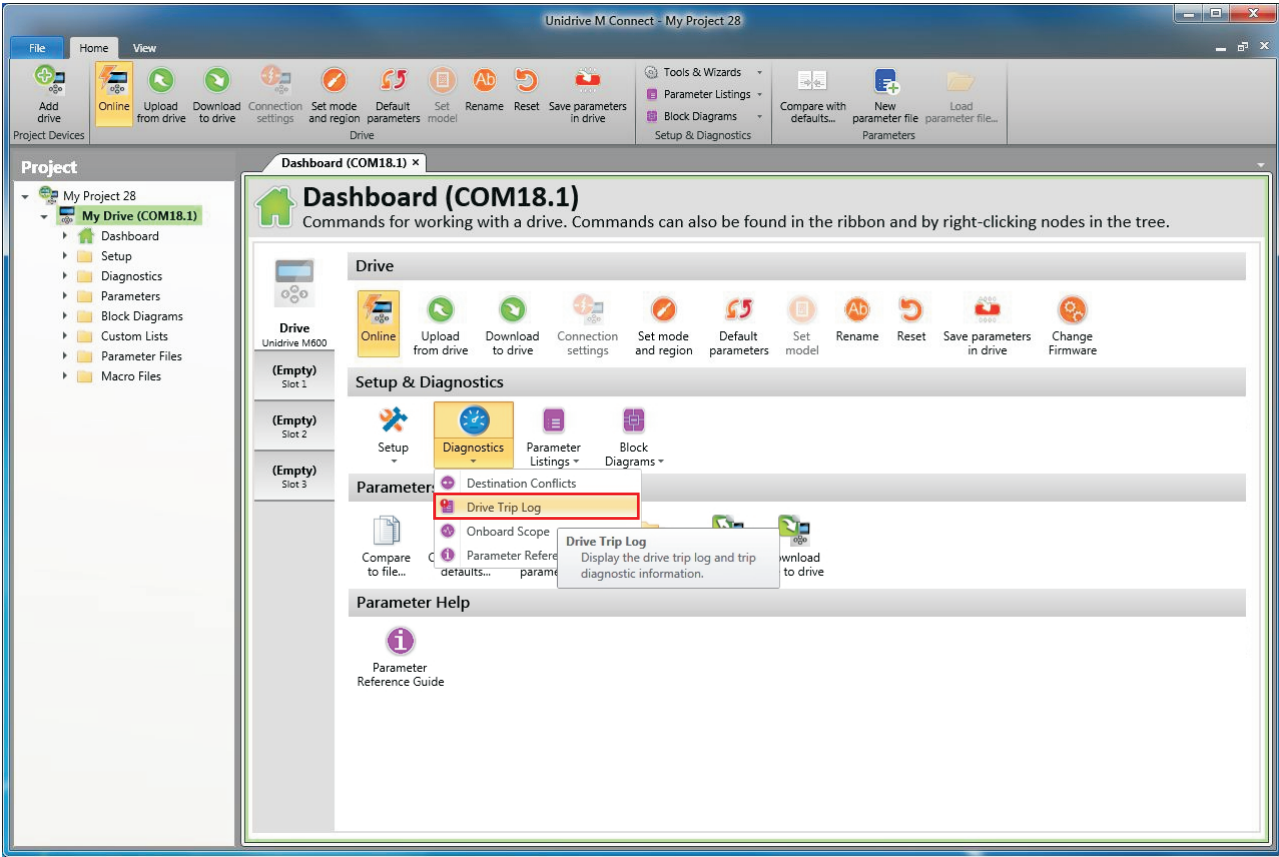 Unidrive M Connect - My Project 28
File Home View
Add drive
Online
Upload from drive
Download to drive
Connection settings
Set mode and region
Default parameters
Set model
Rename
Reset
Save parameters in drive
Tools & Wizards
Parameter Listings
Block Diagrams
Compare with defaults...
New parameter file
Load parameter file...
Project Devices
Drive
Setup & Diagnostics
Parameters
Project
My Project 28
My Drive (COM18.1)
Dashboard
Setup
Diagnostics
Parameters
Block Diagrams
Custom Lists
Parameter Files
Macro Files
Dashboard (COM18.1) ×
Dashboard (COM18.1)
Commands for working with a drive. Commands can also be found in the ribbon and by right-clicking nodes in the tree.
Drive
Unidrive M600
(Empty)
Slot 1
(Empty)
Slot 2
(Empty)
Slot 3
Drive
Online
Upload from drive
Download to drive
Connection settings
Set mode and region
Default parameters
Set model
Rename
Reset
Save parameters in drive
Change Firmware
Setup & Diagnostics
Setup
Diagnostics
Parameter Listings
Block Diagrams
Destination Conflicts
Drive Trip Log
Onboard Scope
Parameter Refere
Drive Trip Log
Display the drive trip log and trip
diagnostic information.
Parameters
Compare to file...
defaults...
to drive
Parameter Help
Parameter
Reference Guide